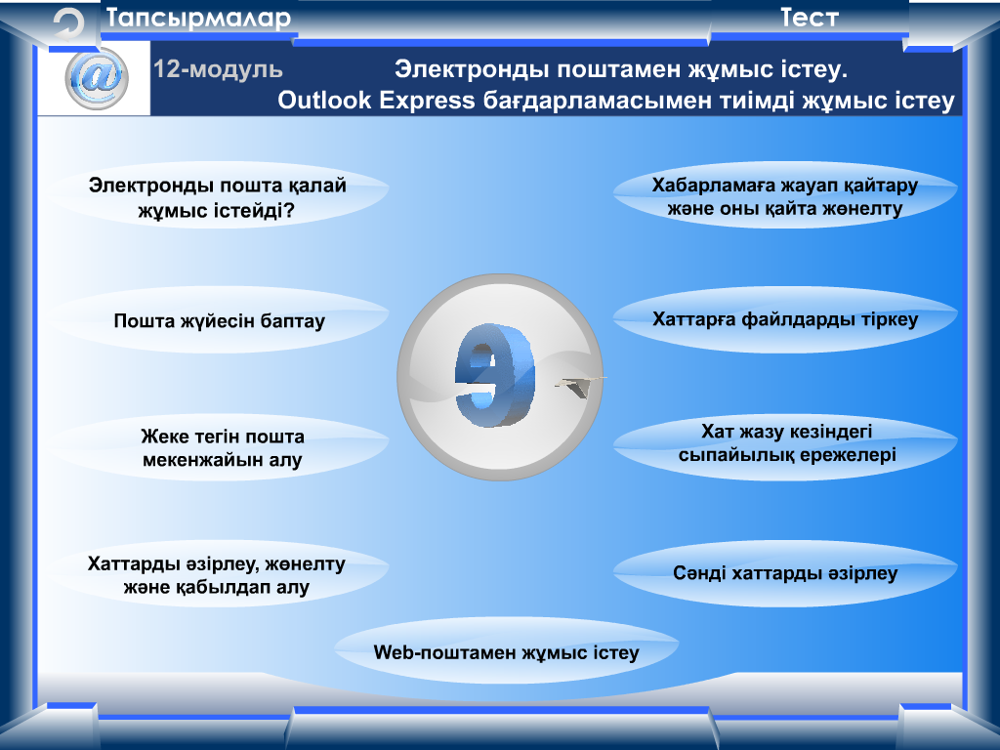 Тапсырмалар
Тест
12-модуль
Электронды поштамен жұмыс істеу.
Outlook Express бағдарламасымен тиімді жұмыс істеу
Электронды пошта қалай
жұмыс істейді?
Пошта жүйесін баптау
Жеке тегін пошта
мекенжайын алу
Хаттарды әзірлеу, жөнелту
және қабылдап алу
Хабарламаға жауап қайтару
және оны қайта жөнелту
Хаттарға файлдарды тіркеу
Хат жазу кезіндегі
сыпайылық ережелері
Сәнді хаттарды әзірлеу
Web-поштамен жұмыс істеу
@
Э